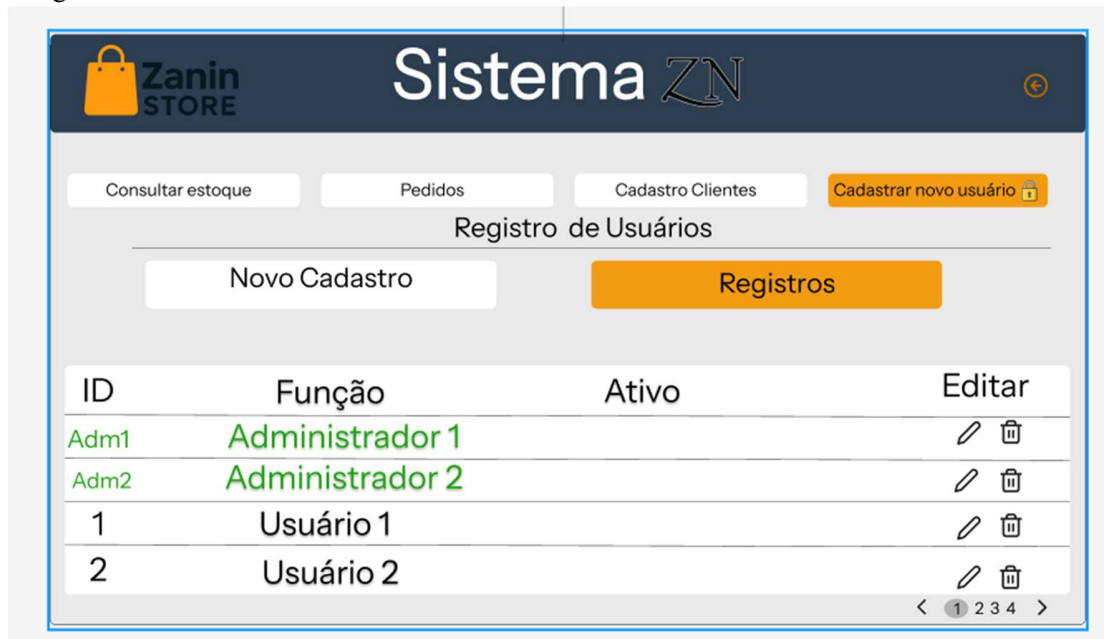 Zanin
STORE
Sistema ZN
Consultar estoque Pedidos Cadastro Clientes Cadastrar novo usuário
Registro de Usuários
Novo Cadastro Registros
ID Função Ativo Editar
Adm1 Administrador 1
Adm2 Administrador 2
1 Usuário 1
2 Usuário 2
< 1 2 3 4 >